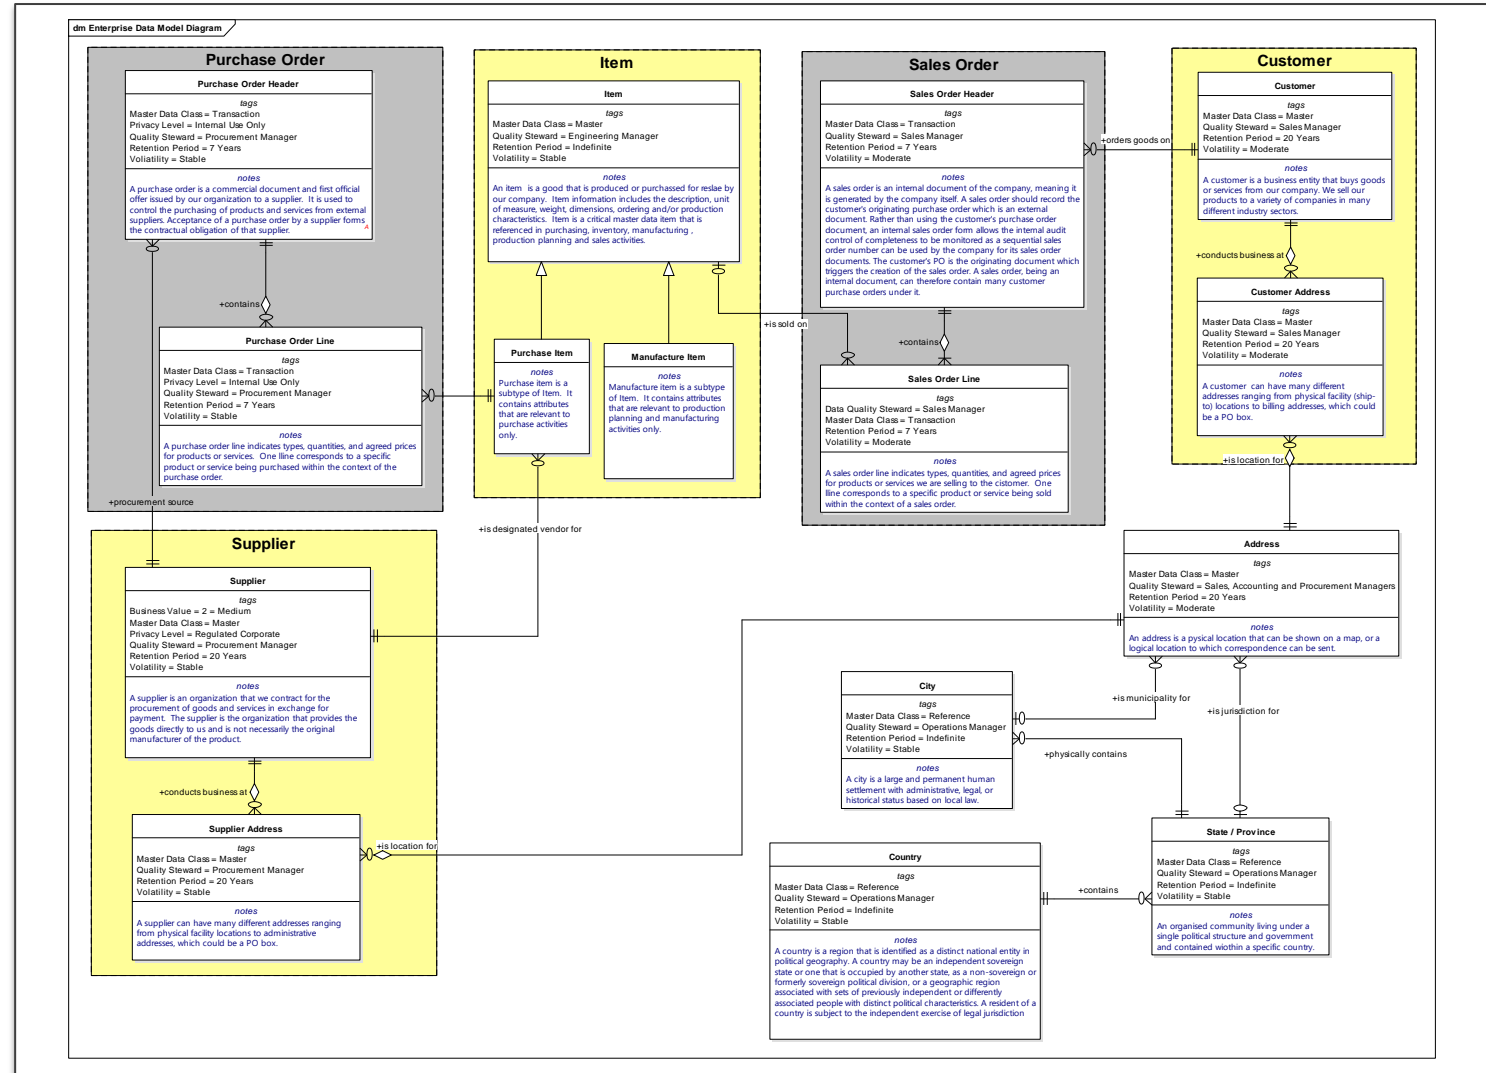 dm Enterprise Data Model Diagram
Purchase Order
Purchase Order Header
tags
Master Data Class = Transaction
Privacy Level = Internal Use Only
Quality Steward = Procurement Manager
Retention Period = 7 Years
Voliatility = Stable
notes
A purchase order is a commercial document and first official
offer issued by our organization to a supplier. It is used to
control the purchasing of products and services from external
suppliers. Acceptance of a purchase order by a supplier forms
the contractual obligation of that supplier.
A
+contains
Purchase Order Line
tags
Master Data Class = Transaction
Privacy Level = Internal Use Only
Quality Steward = Procurement Manager
Retention Period = 7 Years
Volatility = Stable
notes
A purchase order line indicates types, quantities, and agreed prices
for products or services. One lline corresponds to a specific
product or service being purchased within the context of the
purchase order.
+procurement source
Item
Item
tags
Master Data Class = Master
Quality Steward = Engineering Manager
Retention Period = Indefinite
Volatility = Stable
notes
An item is a good that is produced or purchassed for reslae by
our company. Item information includes the description, unit
of measure, weight, dimensions, ordering and/or production
characteristics. Item is a critical master data item that is
referenced in purchasing, inventory, manufacturing ,
production planning and sales activities.
Purchase Item
notes
Purchase item is a
subtype of Item. It
contains attributes
that are relevant to
purchase activities
only.
Manufacture Item
notes
Manufacture item is a subtype
of Item. It contains attributes
that are relevant to production
planning and manufacturing
activities only.
+is sold on
+is designated vendor for
Sales Order
Sales Order Header
tags
Master Data Class = Transaction
Quality Steward = Sales Manager
Retention Period = 7 Years
Volatility = Moderate
notes
A sales order is an internal document of the company, meaning it
is generated by the company itself. A sales order should record the
customer's originating purchase order which is an external
document. Rather than using the customer's purchase order
document, an internal sales order form allows the internal audit
control of completeness to be monitored as a sequential sales
order number can be used by the company for its sales order
documents. The customer's PO is the originating document which
triggers the creation of the sales order. A sales order, being an
internal document, can therefore contain many customer
purchase orders under it.
+contains
Sales Order Line
tags
Data Quality Steward = Sales Manager
Master Data Class = Transaction
Retention Period = 7 Years
Volatility = Moderate
notes
A sales order line indicates types, quantities, and agreed prices
for products or services we are selling to the cistomer. One
lline corresponds to a specific product or service being sold
within the context of a sales order.
+orders goods on
Customer
Customer
tags
Master Data Class = Master
Quality Steward = Sales Manager
Retention Period = 20 Years
Volatility = Moderate
notes
A customer is a business entity that buys goods
or services from our company. We sell our
products to a variety of companies in many
different industry sectors.
+conducts business at
Customer Address
tags
Master Data Class = Master
Quality Steward = Sales Manager
Retention Period = 20 Years
Volatility = Moderate
notes
A customer can have many different
addresses ranging from physical facility (ship-
to) locations to billing addresses, which could
be a PO box.
+is location for
Supplier
Supplier
tags
Business Value = 2 = Medium
Master Data Class = Master
Privacy Level = Regulated Corporate
Quality Steward = Procurement Manager
Retention Period = 20 Years
Volatility = Stable
notes
A supplier is an organization that we contract for the
procurement of goods and services in exchange for
payment. The supplier is the organization that provides the
goods directly to us and is not necessarily the original
manufacturer of the product.
+conducts business at
Supplier Address
tags
Master Data Class = Master
Quality Steward = Procurement Manager
Retention Period = 20 Years
Volatility = Stable
notes
A supplier can have many different addresses ranging
from physical facility locations to administrative
addresses, which could be a PO box.
+is location for
Address
tags
Master Data Class = Master
Quality Steward = Sales, Accounting and Procurement Managers
Retention Period = 20 Years
Volatility = Moderate
notes
An address is a pysical location that can be shown on a map, or a
logical location to which correspondence can be sent.
+is municipality for
+is jurisdiction for
City
tags
Master Data Class = Reference
Quality Steward = Operations Manager
Retention Period = Indefinite
Volatility = Stable
notes
A city is a large and permanent human
settlement with administrative, legal, or
historical status based on local law.
+physically contains
State / Province
tags
Master Data Class = Reference
Quality Steward = Operations Manager
Retention Period = Indefinite
Volatility = Stable
notes
An organised community living under a
single political structure and government
and contained wiothin a specific country.
+contains
Country
tags
Master Data Class = Reference
Quality Steward = Operations Manager
Retention Period = Indefinite
Volatility = Stable
notes
A country is a region that is identified as a distinct national entity in
political geography. A country may be an independent sovereign
state or one that is occupied by another state, as a non-sovereign or
formerly sovereign political division, or a geographic region
associated with sets of previously independent or differently
associated people with distinct political characteristics. A resident of a
country is subject to the independent exercise of legal jurisdiction